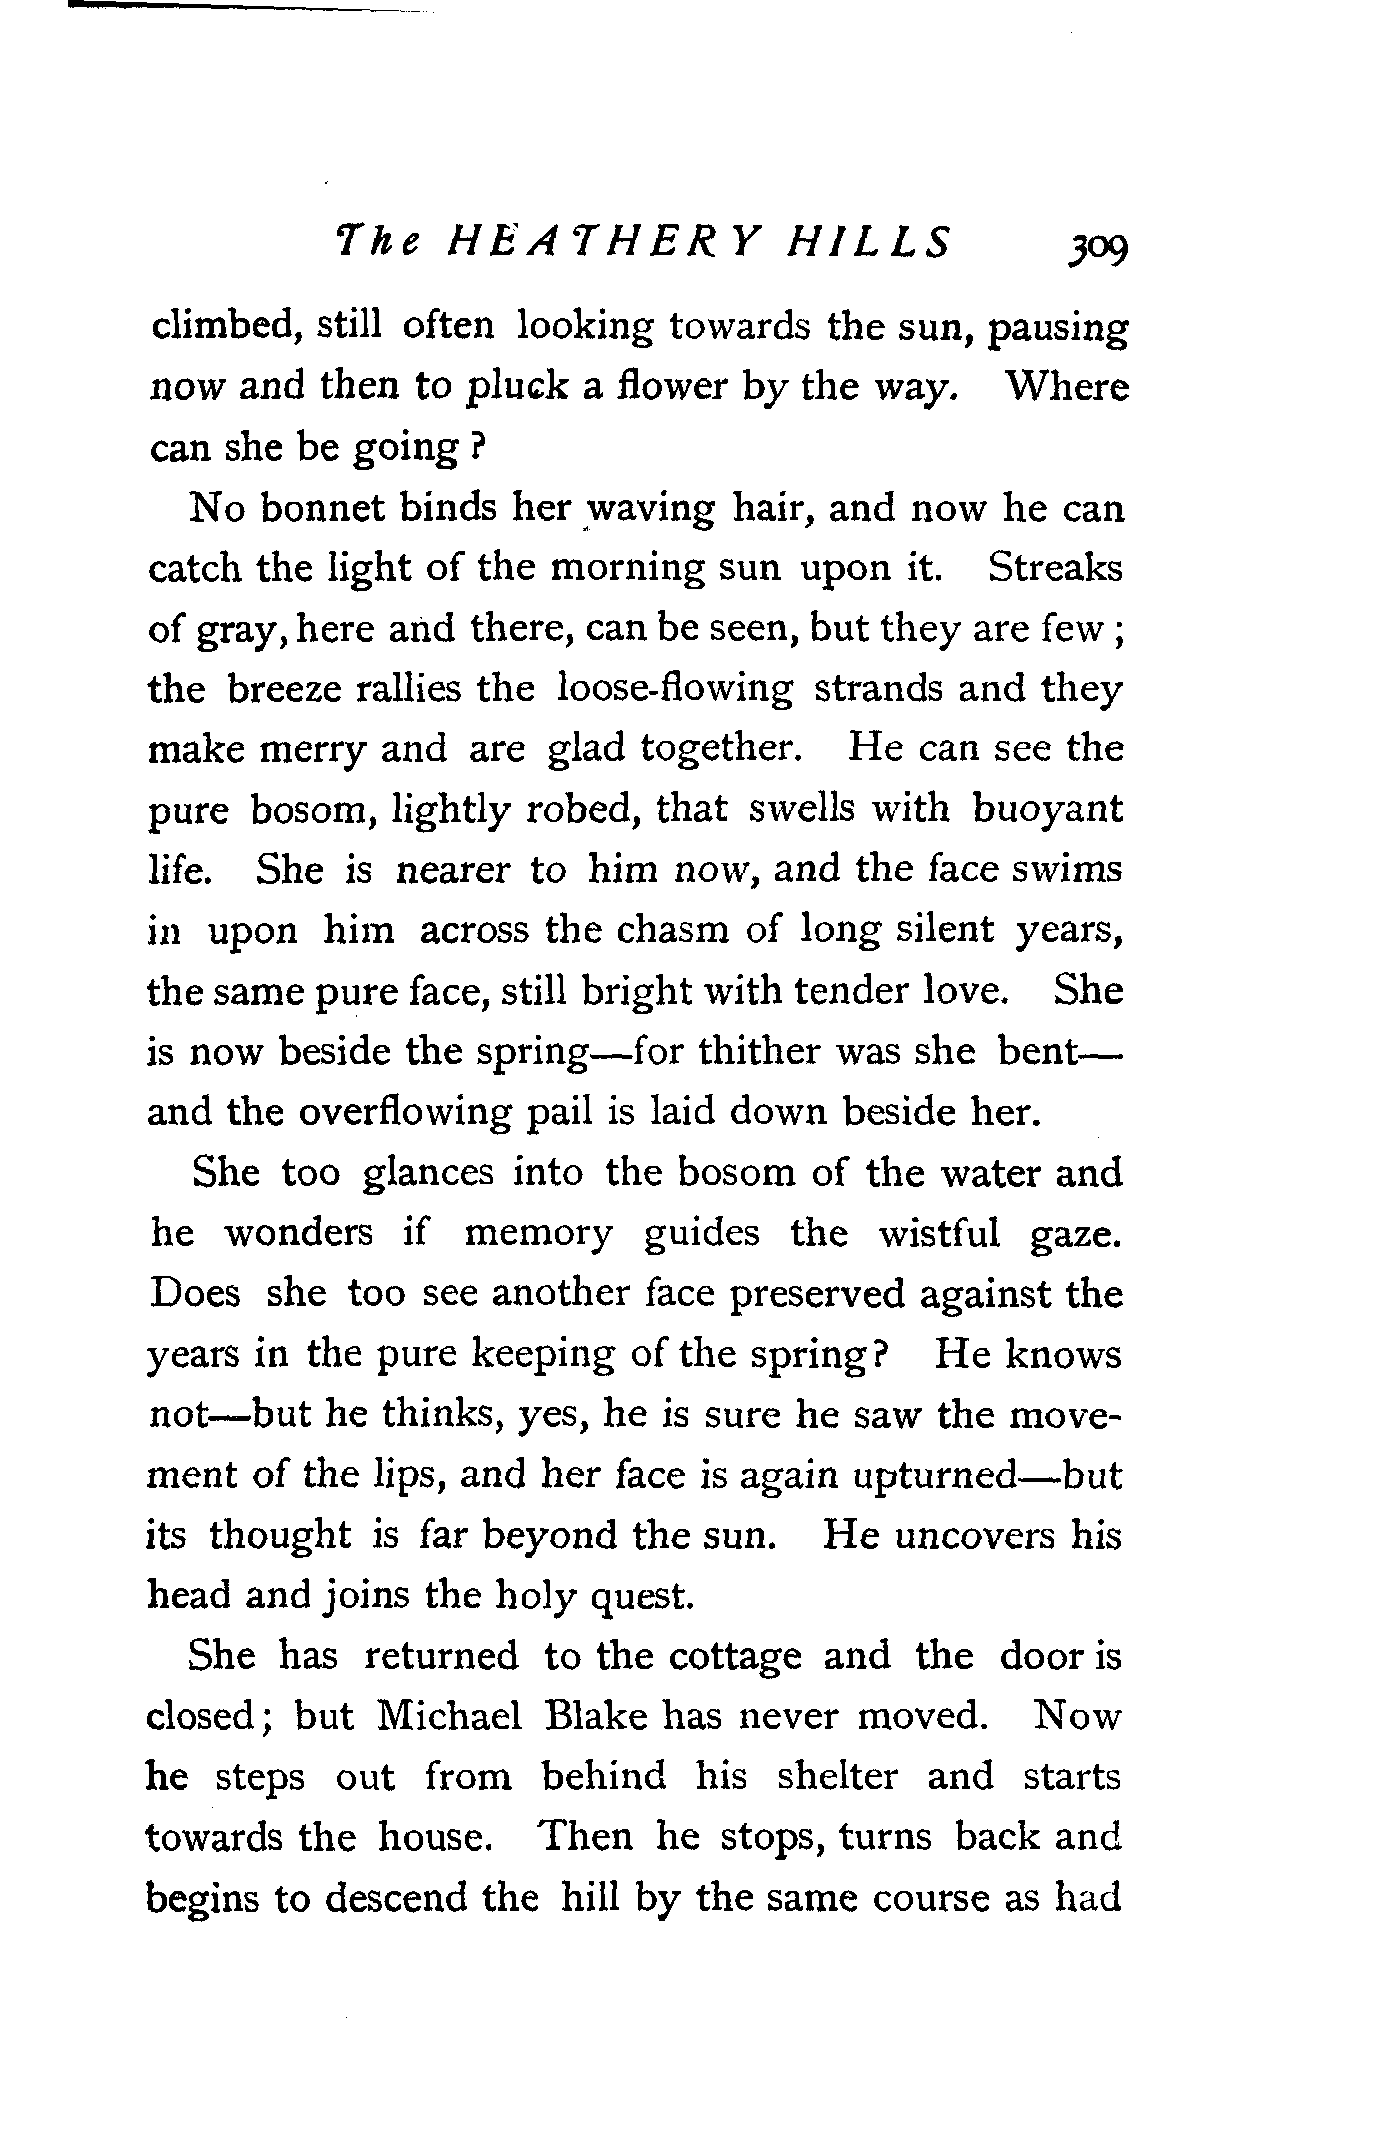 The HEATHERY HILLS 309
climbed, still often looking towards the sun, pausing
now and then to pluck a flower by the way. Where
can she be going ?
No bonnet binds her waving hair, and now he can
catch the light of the morning sun upon it. Streaks
of gray, here and there, can be seen, but they are few ;
the breeze rallies the loose-flowing strands and they
make merry and are glad together. He can see the
pure bosom, lightly robed, that swells with buoyant
life. She is nearer to him now, and the face swims
in upon him across the chasm of long silent years,
the same pure face, still bright with tender love. She
is now beside the spring—for thither was she bent—
and the overflowing pail is laid down beside her.
She too glances into the bosom of the water and
he wonders if memory guides the wistful gaze.
Does she too see another face preserved against the
years in the pure keeping of the spring? He knows
not—but he thinks, yes, he is sure he saw the move-
ment of the lips, and her face is again upturned—but
its thought is far beyond the sun. He uncovers his
head and joins the holy quest.
She has returned to the cottage and the door is
closed; but Michael Blake has never moved. Now
he steps out from behind his shelter and starts
towards the house. Then he stops, turns back and
begins to descend the hill by the same course as had